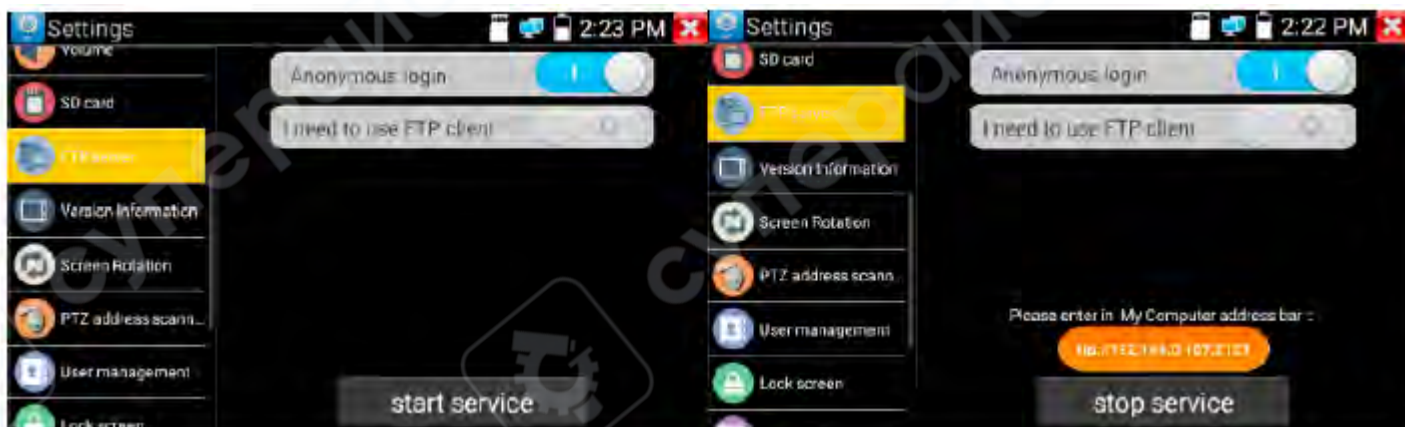 Settings
2:23 PM
Volume
SD card
Version Information
Screen Rotation
PTZ address scann...
User management
Lock screen
Anonymous login
I need to use FTP client
start service
Settings
2:22 PM
SD card
Version Information
Screen Rotation
PTZ address scann..
User management
Lock screen
Anonymous login
I need to use FTP client
Please enter in My Computer address bar :
stop service